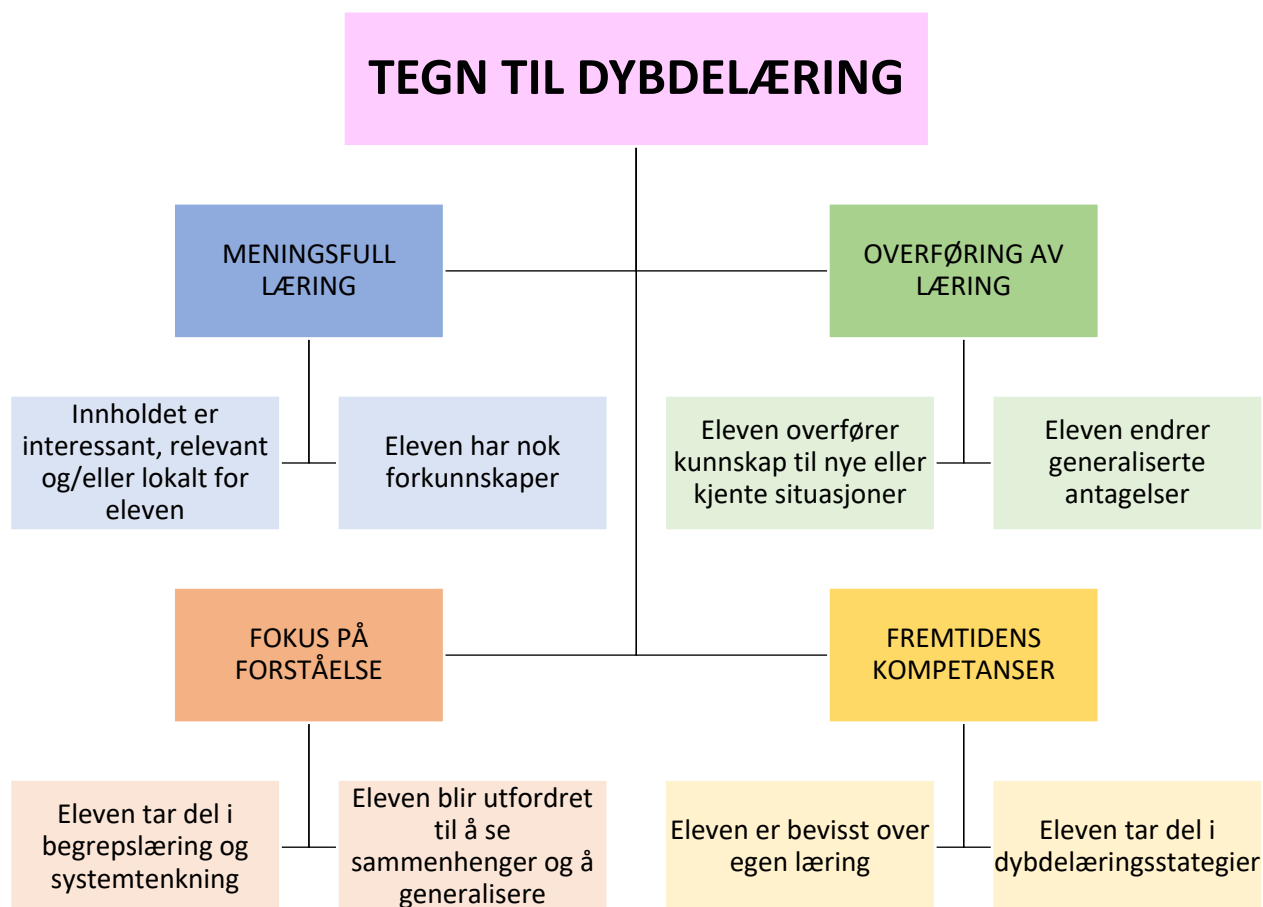 TEGN TIL DYBDELÆRING
MENINGSFULL
LÆRING
OVERFØRING AV
LÆRING
Innholdet er
interessant, relevant
og/eller lokalt for
eleven
Eleven har nok
forkunnskaper
Eleven overfører
kunnskap til nye eller
kjente situasjoner
Eleven endrer
generaliserte
antagelser
FOKUS PÅ
FORSTÅELSE
FREMTIDENS
KOMPETANSER
Eleven tar del i
begrepslæring og
systemtenkning
Eleven blir utfordret
til å se
sammenhenger og å
generalisere
Eleven er bevisst over
egen læring
Eleven tar del i
dybdelæringsstategier